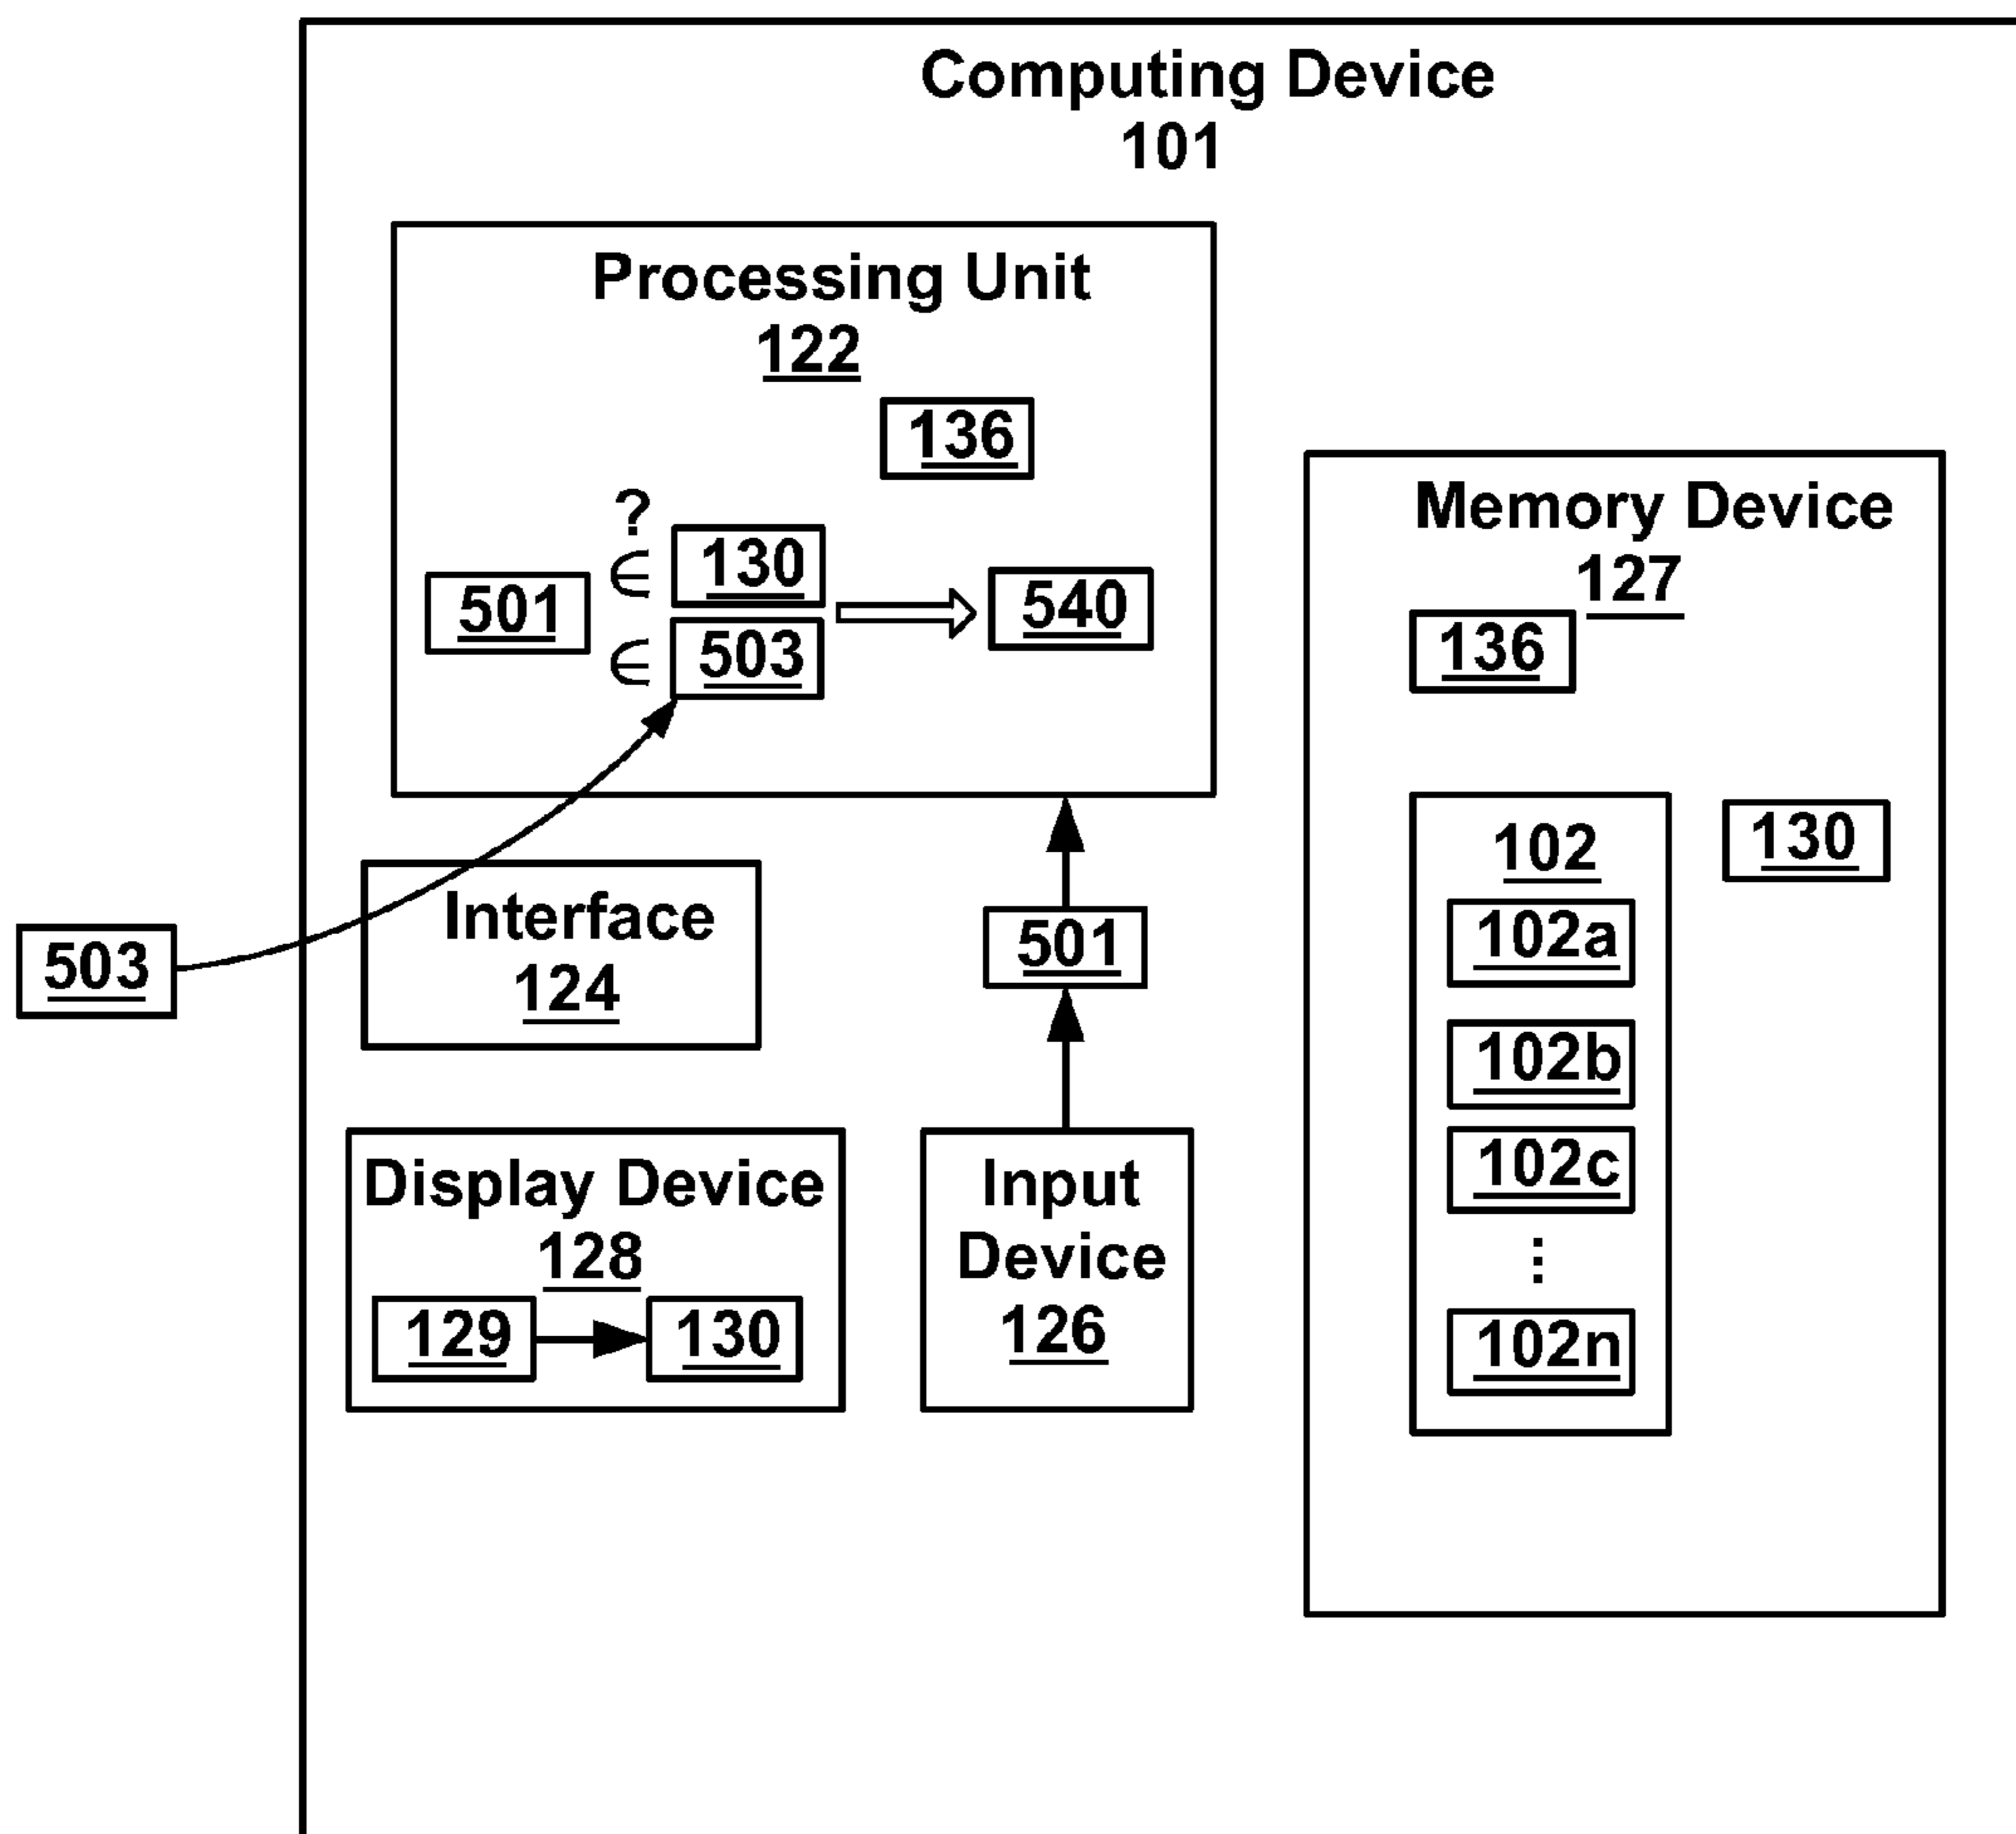 Computing Device
101
Processing Unit
122
136
?
∈ 130
501
540
∈ 503
Memory Device
127
136
102
130
102a
102b
102c
⋮
102n
Interface
124
503
501
Display Device
128
129
130
Input
Device
126